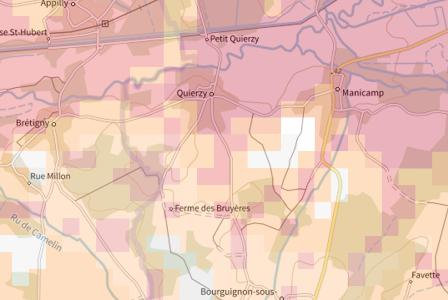 Appilly
se St-Hubert
Petit Quierzy
Quierzy
Manicamp
Brétigny
Rue Millon
Ferme des Bruyères
Ru de Camelin
Favette
Bourguignon-sous-